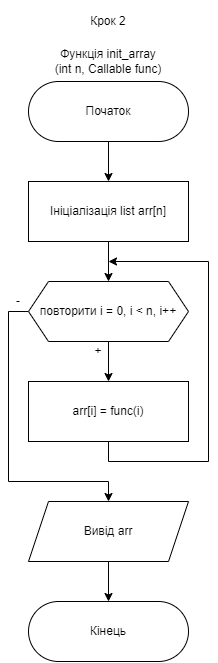 Крок 2
Функція init_array
(int n, Callable func)
Початок
Ініціалізація list arr[n]
повторити i = 0, i < n, i++
-
+
arr[i] = func(i)
Вивід arr
Кінець